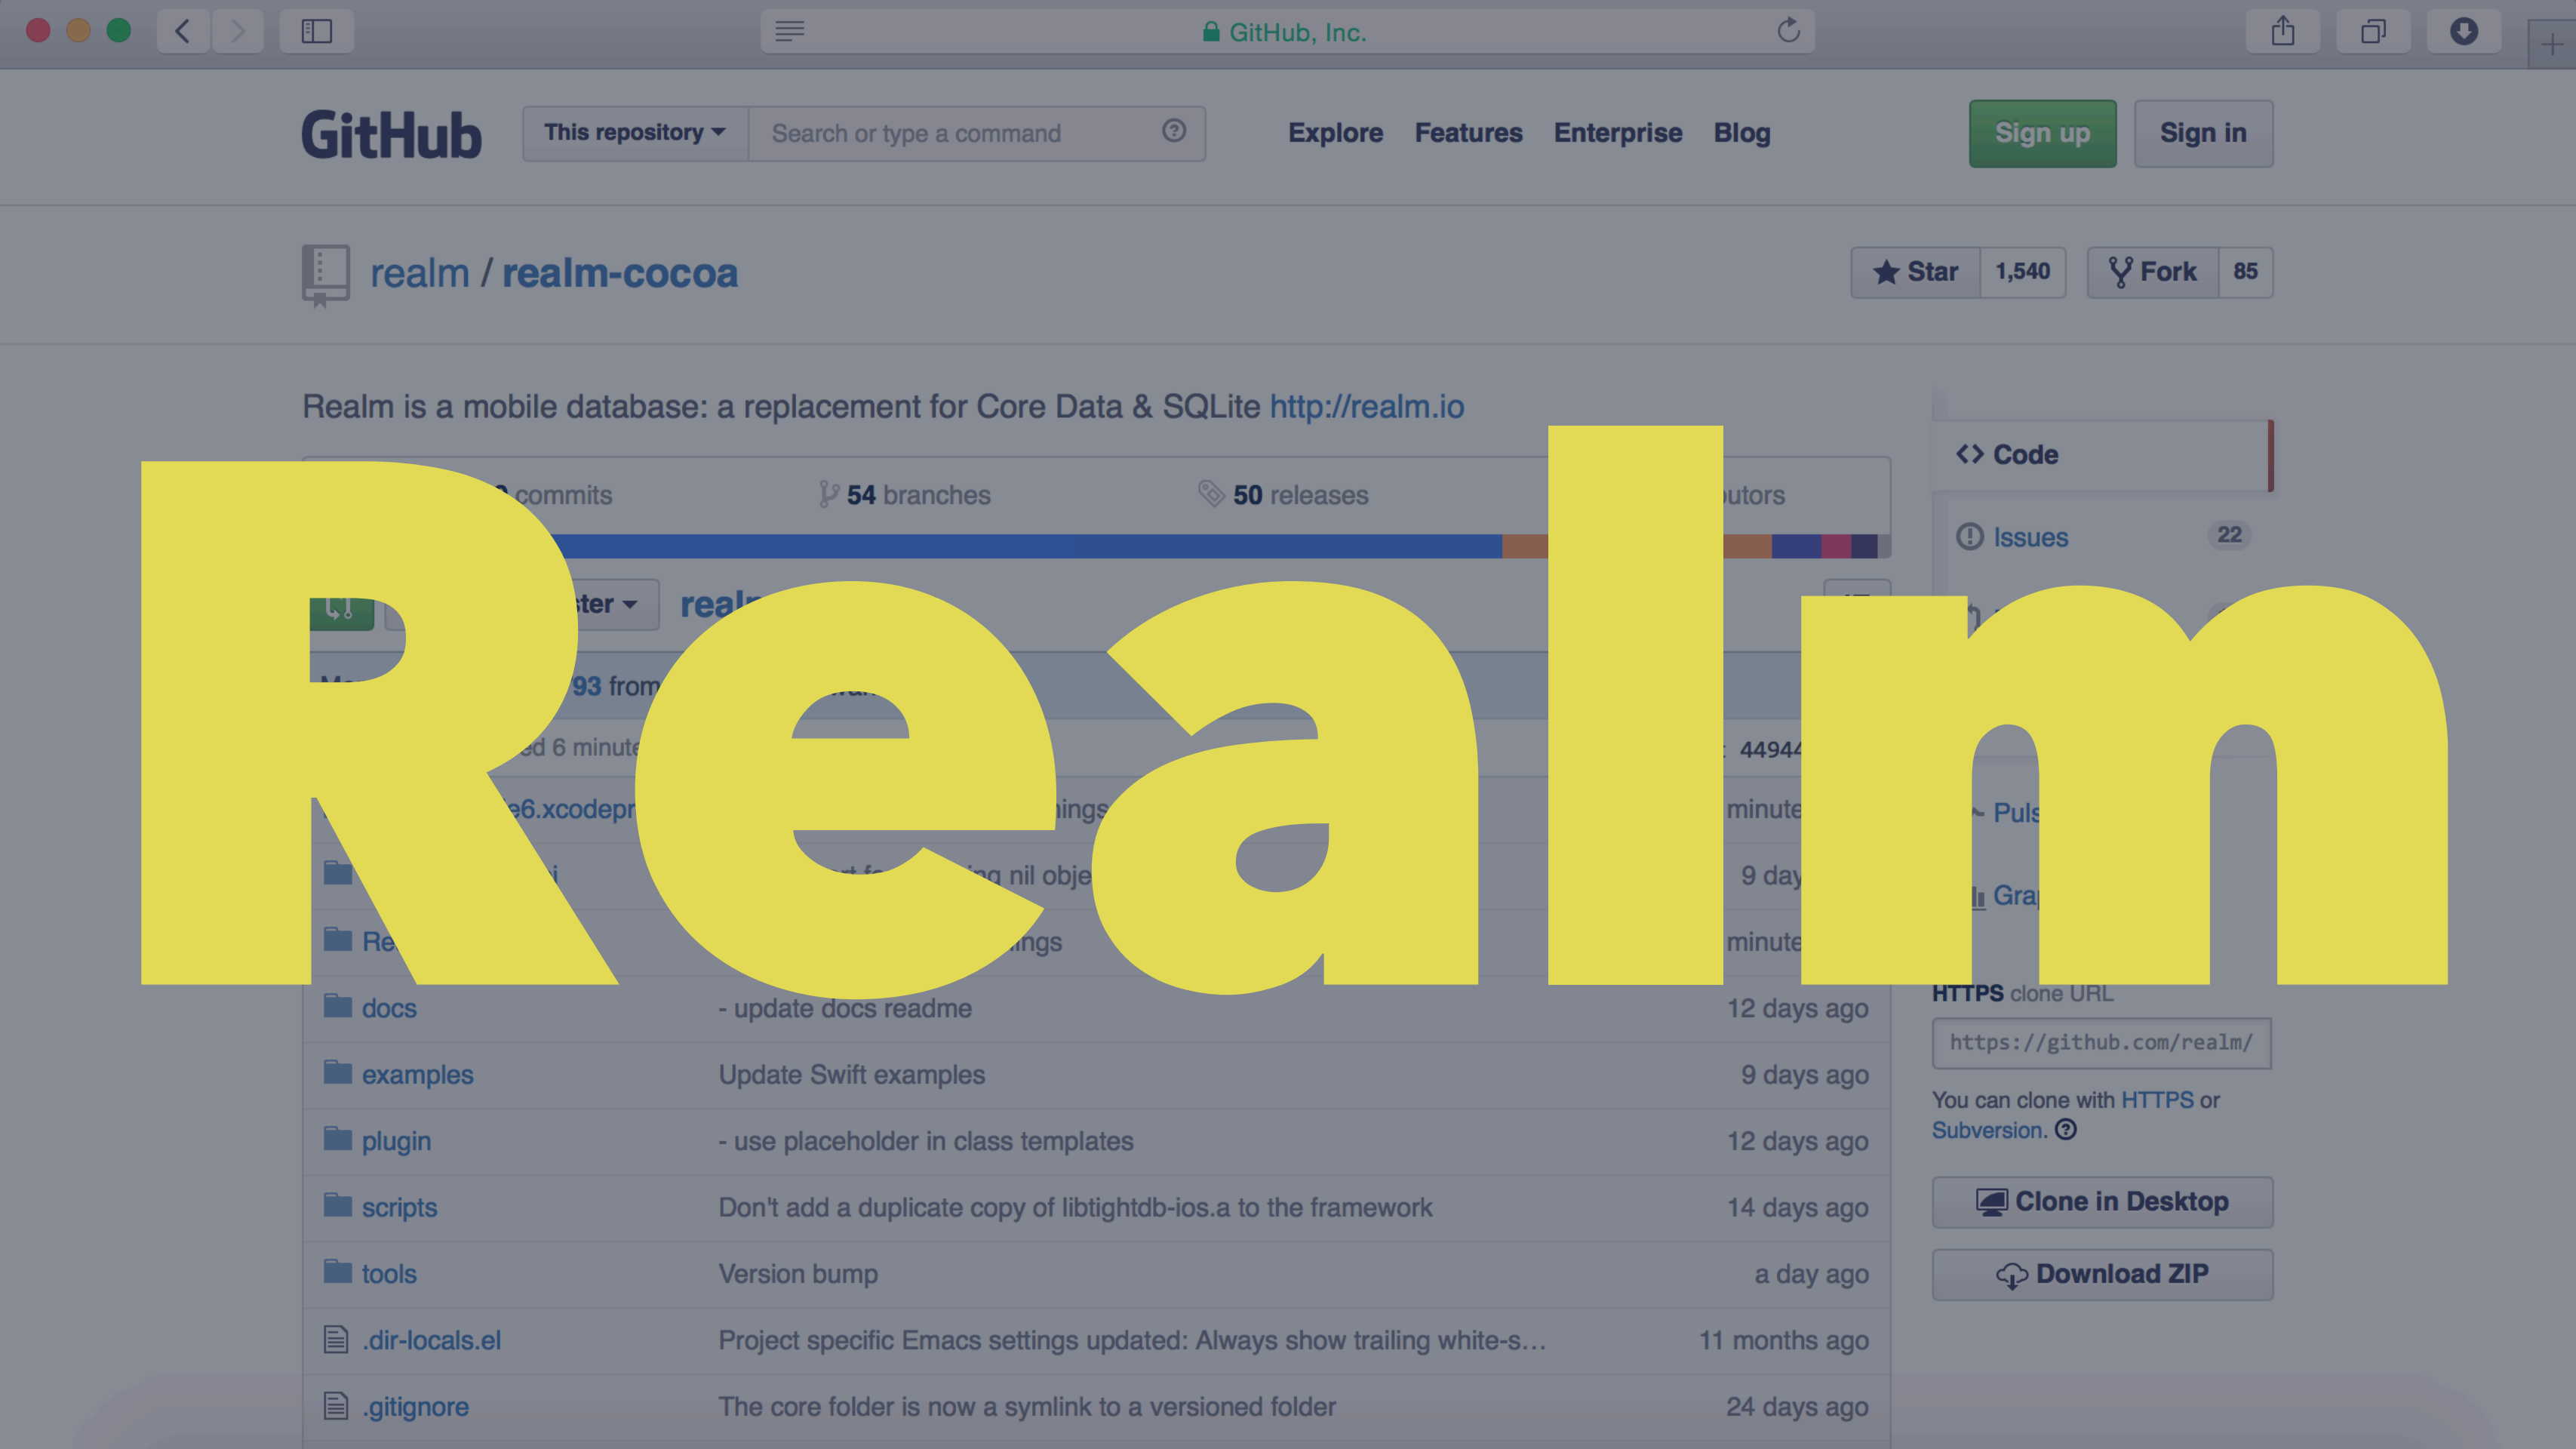 GitHub, Inc.
GitHub This repository Search or type a command Explore Features Enterprise Blog Sign up Sign in
realm / realm-cocoa Star 1,540 Fork 85
Realm is a mobile database: a replacement for Core Data & SQLite http://realm.io
Code
commits 54 branches 50 releases
Issues 22
Realm
93 from
6
docs - update docs readme 12 days ago
HTTPS clone URL
https://github.com/realm/
examples Update Swift examples 9 days ago
You can clone with HTTPS or
Subversion.
plugin - use placeholder in class templates 12 days ago
scripts Don't add a duplicate copy of libtightdb-ios.a to the framework 14 days ago
Clone in Desktop
tools Version bump a day ago
Download ZIP
.dir-locals.el Project specific Emacs settings updated: Always show trailing white-s… 11 months ago
.gitignore The core folder is now a symlink to a versioned folder 24 days ago